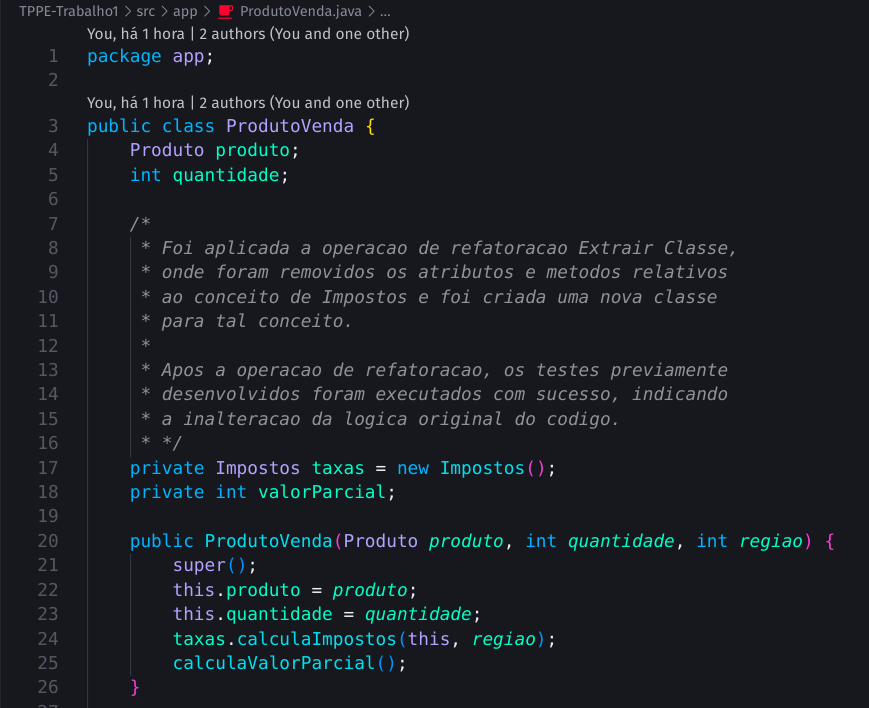 TPPE-Trabalho1 > src > app > ProdutoVenda.java > ...
You, há 1 hora | 2 authors (You and one other)
1 package app;
2
You, há 1 hora | 2 authors (You and one other)
3 public class ProdutoVenda {
4 Produto produto;
5 int quantidade;
6
7 /*
8 * Foi aplicada a operacao de refatoracao Extrair Classe,
9 * onde foram removidos os atributos e metodos relativos
10 * ao conceito de Impostos e foi criada uma nova classe
11 * para tal conceito.
12 *
13 * Apos a operacao de refatoracao, os testes previamente
14 * desenvolvidos foram executados com sucesso, indicando
15 * a inalteracao da logica original do codigo.
16 * */
17 private Impostos taxas = new Impostos();
18 private int valorParcial;
19
20 public ProdutoVenda(Produto produto, int quantidade, int regiao) {
21 super();
22 this.produto = produto;
23 this.quantidade = quantidade;
24 taxas.calculaImpostos(this, regiao);
25 calculaValorParcial();
26 }
27